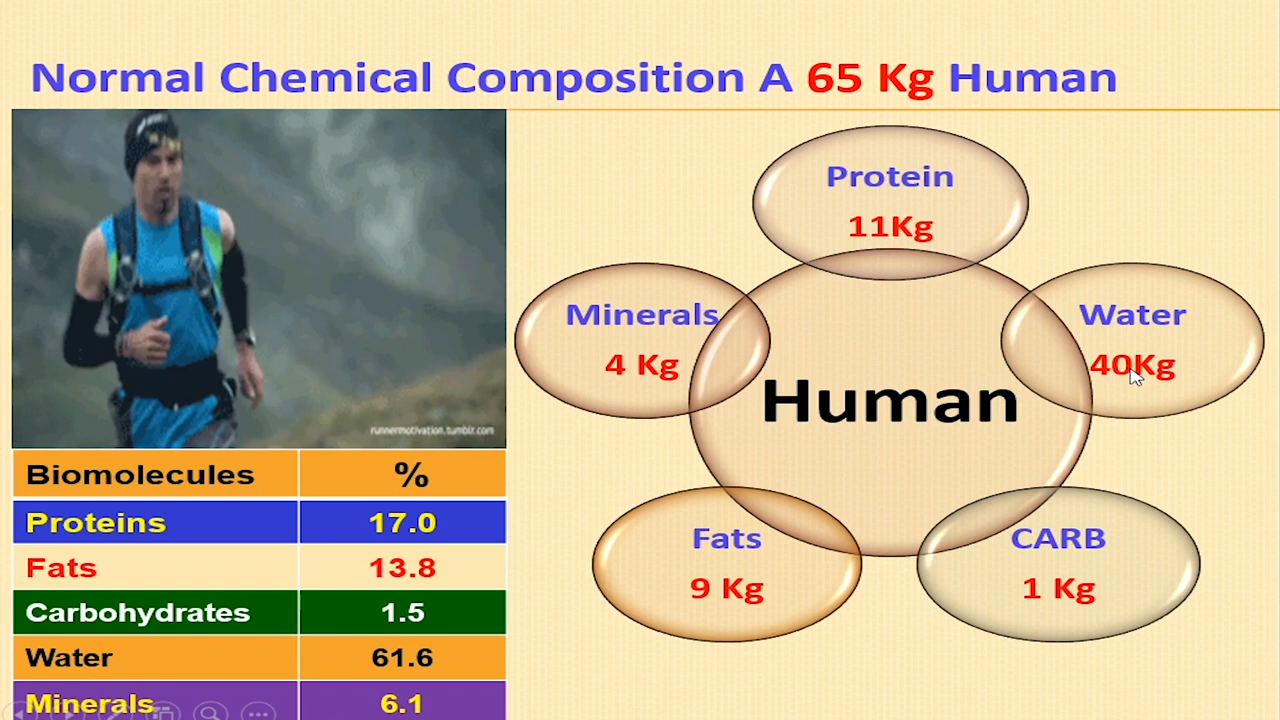 Normal Chemical Composition A 65 Kg Human
runnermotivation.tumblr.com
Biomolecules %
Proteins 17.0
Fats 13.8
Carbohydrates 1.5
Water 61.6
Minerals 6.1
Protein
11Kg
Minerals
4 Kg
Water
40Kg
Human
Fats
9 Kg
CARB
1 Kg